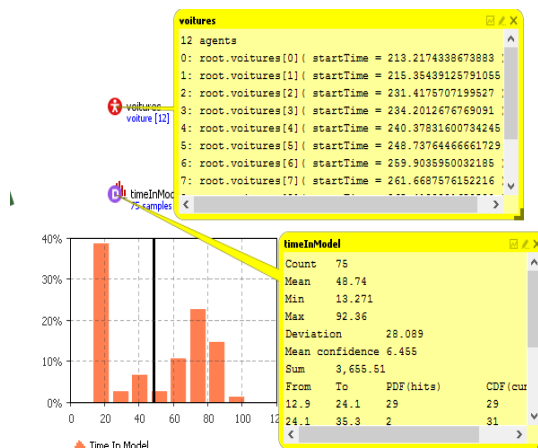 voitures
12 agents
0: root.voitures[0]( startTime = 213.2174338673883 )
1: root.voitures[1]( startTime = 215.35439125791055
2: root.voitures[2]( startTime = 231.4175707199527 )
3: root.voitures[3]( startTime = 234.2012676769091 )
4: root.voitures[4]( startTime = 240.37831600734245
5: root.voitures[5]( startTime = 248.73764466661729
6: root.voitures[6]( startTime = 259.9035950032185 )
7: root.voitures[7]( startTime = 261.6687576152216 )
voitures
voiture [12]
timeInMod
75 samples
timeInModel
Count 75
Mean 48.74
Min 13.271
Max 92.36
Deviation 28.089
Mean confidence 6.455
Sum 3,655.51
From To PDF(hits) CDF(cum
12.9 24.1 29 29
24.1 35.3 2 31
40%
30%
20%
10%
0%
0 20 40 60 80 100 12
Time In Model